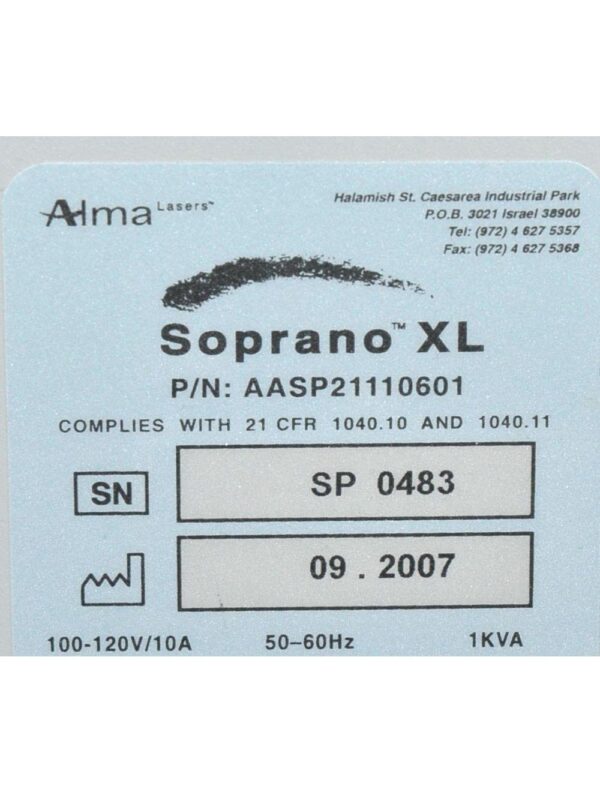 Alma Lasers™
Halamish St. Caesarea Industrial Park
P.O.B. 3021 Israel 38900
Tel: (972) 4 627 5357
Fax: (972) 4 627 5368
Soprano™ XL
P/N: AASP21110601
COMPLIES WITH 21 CFR 1040.10 AND 1040.11
SN SP 0483
09 . 2007
100-120V/10A 50–60Hz 1KVA